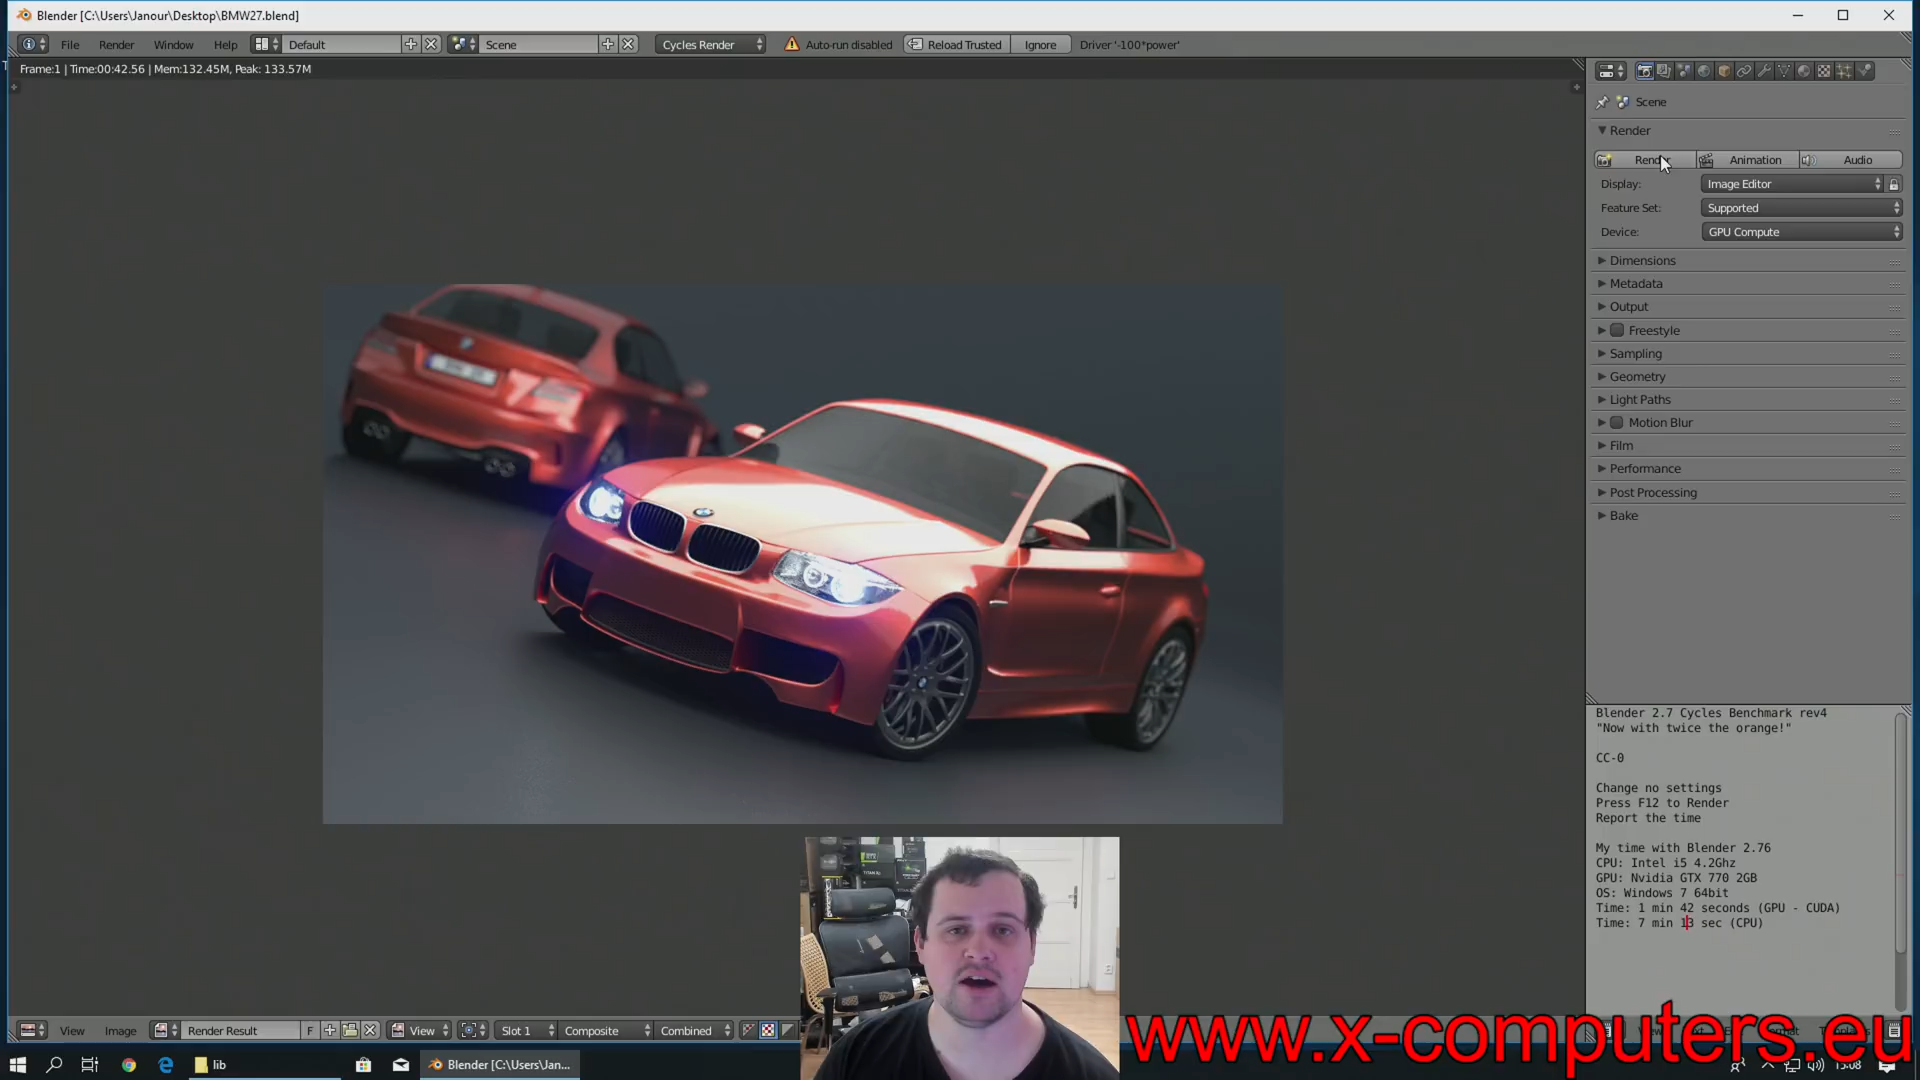 Blender [C:\Users\Janour\Desktop\BMW27.blend]
File Render Window Help Default Scene Cycles Render Auto-run disabled Reload Trusted Ignore Driver '-100*power'
Frame:1 | Time:00:42.56 | Mem:132.45M, Peak: 133.57M
Scene
Render
Render Animation Audio
Display: Image Editor
Feature Set: Supported
Device: GPU Compute
Dimensions
Metadata
Output
Freestyle
Sampling
Geometry
Light Paths
Motion Blur
Film
Performance
Post Processing
Bake
Blender 2.7 Cycles Benchmark rev4
"Now with twice the orange!"
CC-0
Change no settings
Press F12 to Render
Report the time
My time with Blender 2.76
CPU: Intel i5 4.2Ghz
GPU: Nvidia GTX 770 2GB
OS: Windows 7 64bit
Time: 1 min 42 seconds (GPU - CUDA)
Time: 7 min 13 sec (CPU)
View Image Render Result F View Slot 1 Composite Combined
www.x-computers.eu
lib Blender [C:\Users\Jan... 15:08